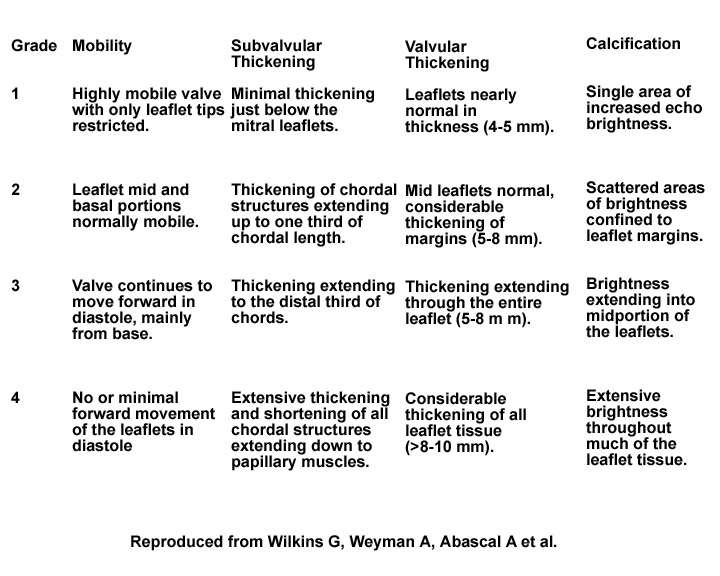 Grade Mobility Subvalvular Thickening Valvular Thickening Calcification
1 Highly mobile valve with only leaflet tips restricted. Minimal thickening just below the mitral leaflets. Leaflets nearly normal in thickness (4-5 mm). Single area of increased echo brightness.
2 Leaflet mid and basal portions normally mobile. Thickening of chordal structures extending up to one third of chordal length. Mid leaflets normal, considerable thickening of margins (5-8 mm). Scattered areas of brightness confined to leaflet margins.
3 Valve continues to move forward in diastole, mainly from base. Thickening extending to the distal third of chords. Thickening extending through the entire leaflet (5-8 m m). Brightness extending into midportion of the leaflets.
4 No or minimal forward movement of the leaflets in diastole Extensive thickening and shortening of all chordal structures extending down to papillary muscles. Considerable thickening of all leaflet tissue (>8-10 mm). Extensive brightness throughout much of the leaflet tissue.
Reproduced from Wilkins G, Weyman A, Abascal A et al.